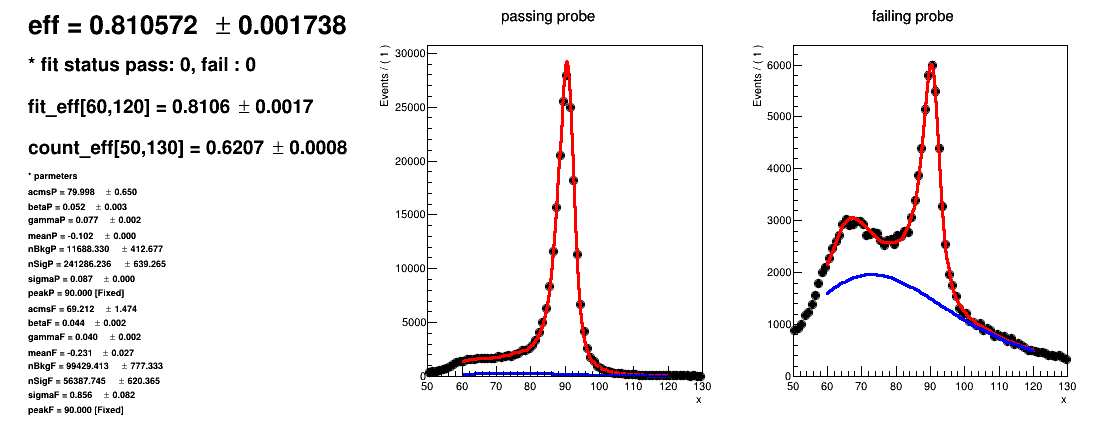 eff = 0.810572 ± 0.001738
* fit status pass: 0, fail : 0
fit_eff[60,120] = 0.8106 ± 0.0017
count_eff[50,130] = 0.6207 ± 0.0008
* parmeters
acmsP = 79.998 ± 0.650
betaP = 0.052 ± 0.003
gammaP = 0.077 ± 0.002
meanP = -0.102 ± 0.000
nBkgP = 11688.330 ± 412.677
nSigP = 241286.236 ± 639.265
sigmaP = 0.087 ± 0.000
peakP = 90.000 [Fixed]
acmsF = 69.212 ± 1.474
betaF = 0.044 ± 0.002
gammaF = 0.040 ± 0.002
meanF = -0.231 ± 0.027
nBkgF = 99429.413 ± 777.333
nSigF = 56387.745 ± 620.365
sigmaF = 0.856 ± 0.082
peakF = 90.000 [Fixed]
passing probe
Events / ( 1 )
30000
25000
20000
15000
10000
5000
0
50 60 70 80 90 100 110 120 130
x
failing probe
Events / ( 1 )
6000
5000
4000
3000
2000
1000
0
50 60 70 80 90 100 110 120 130
x